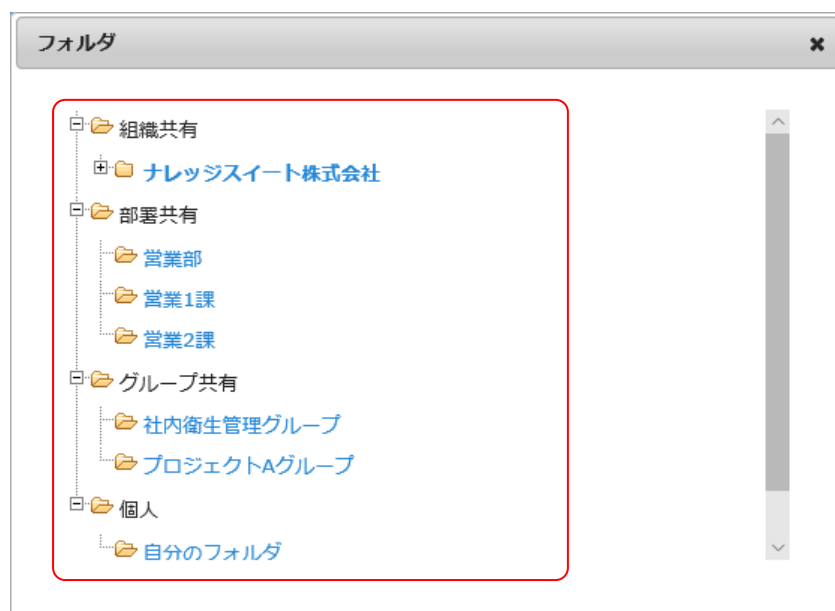 フォルダ
組織共有
ナレッジスイート株式会社
部署共有
営業部
営業1課
営業2課
グループ共有
社内衛生管理グループ
プロジェクトAグループ
個人
自分のフォルダ